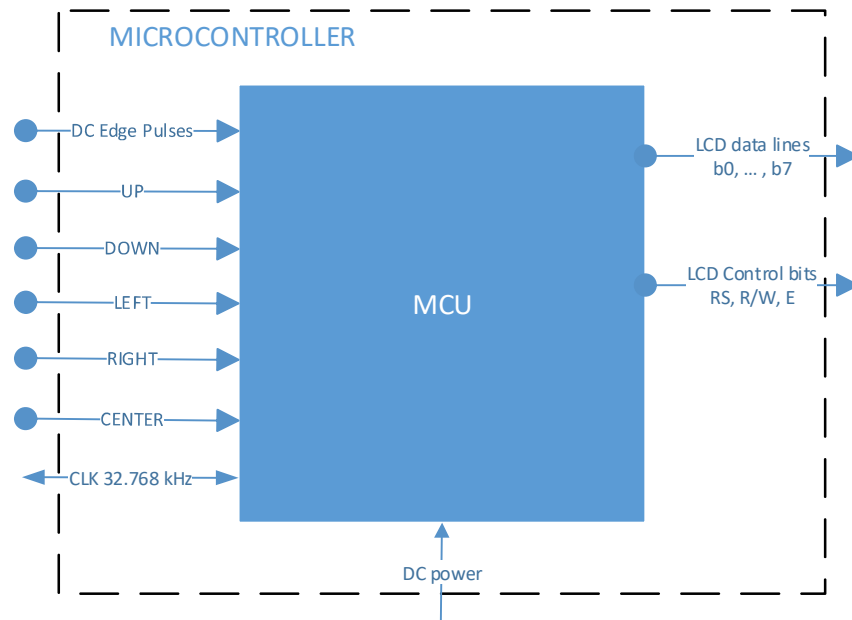 MICROCONTROLLER
DC Edge Pulses
UP
DOWN
LEFT
RIGHT
CENTER
CLK 32.768 kHz
MCU
LCD data lines
b0, ... , b7
LCD Control bits
RS, R/W, E
DC power